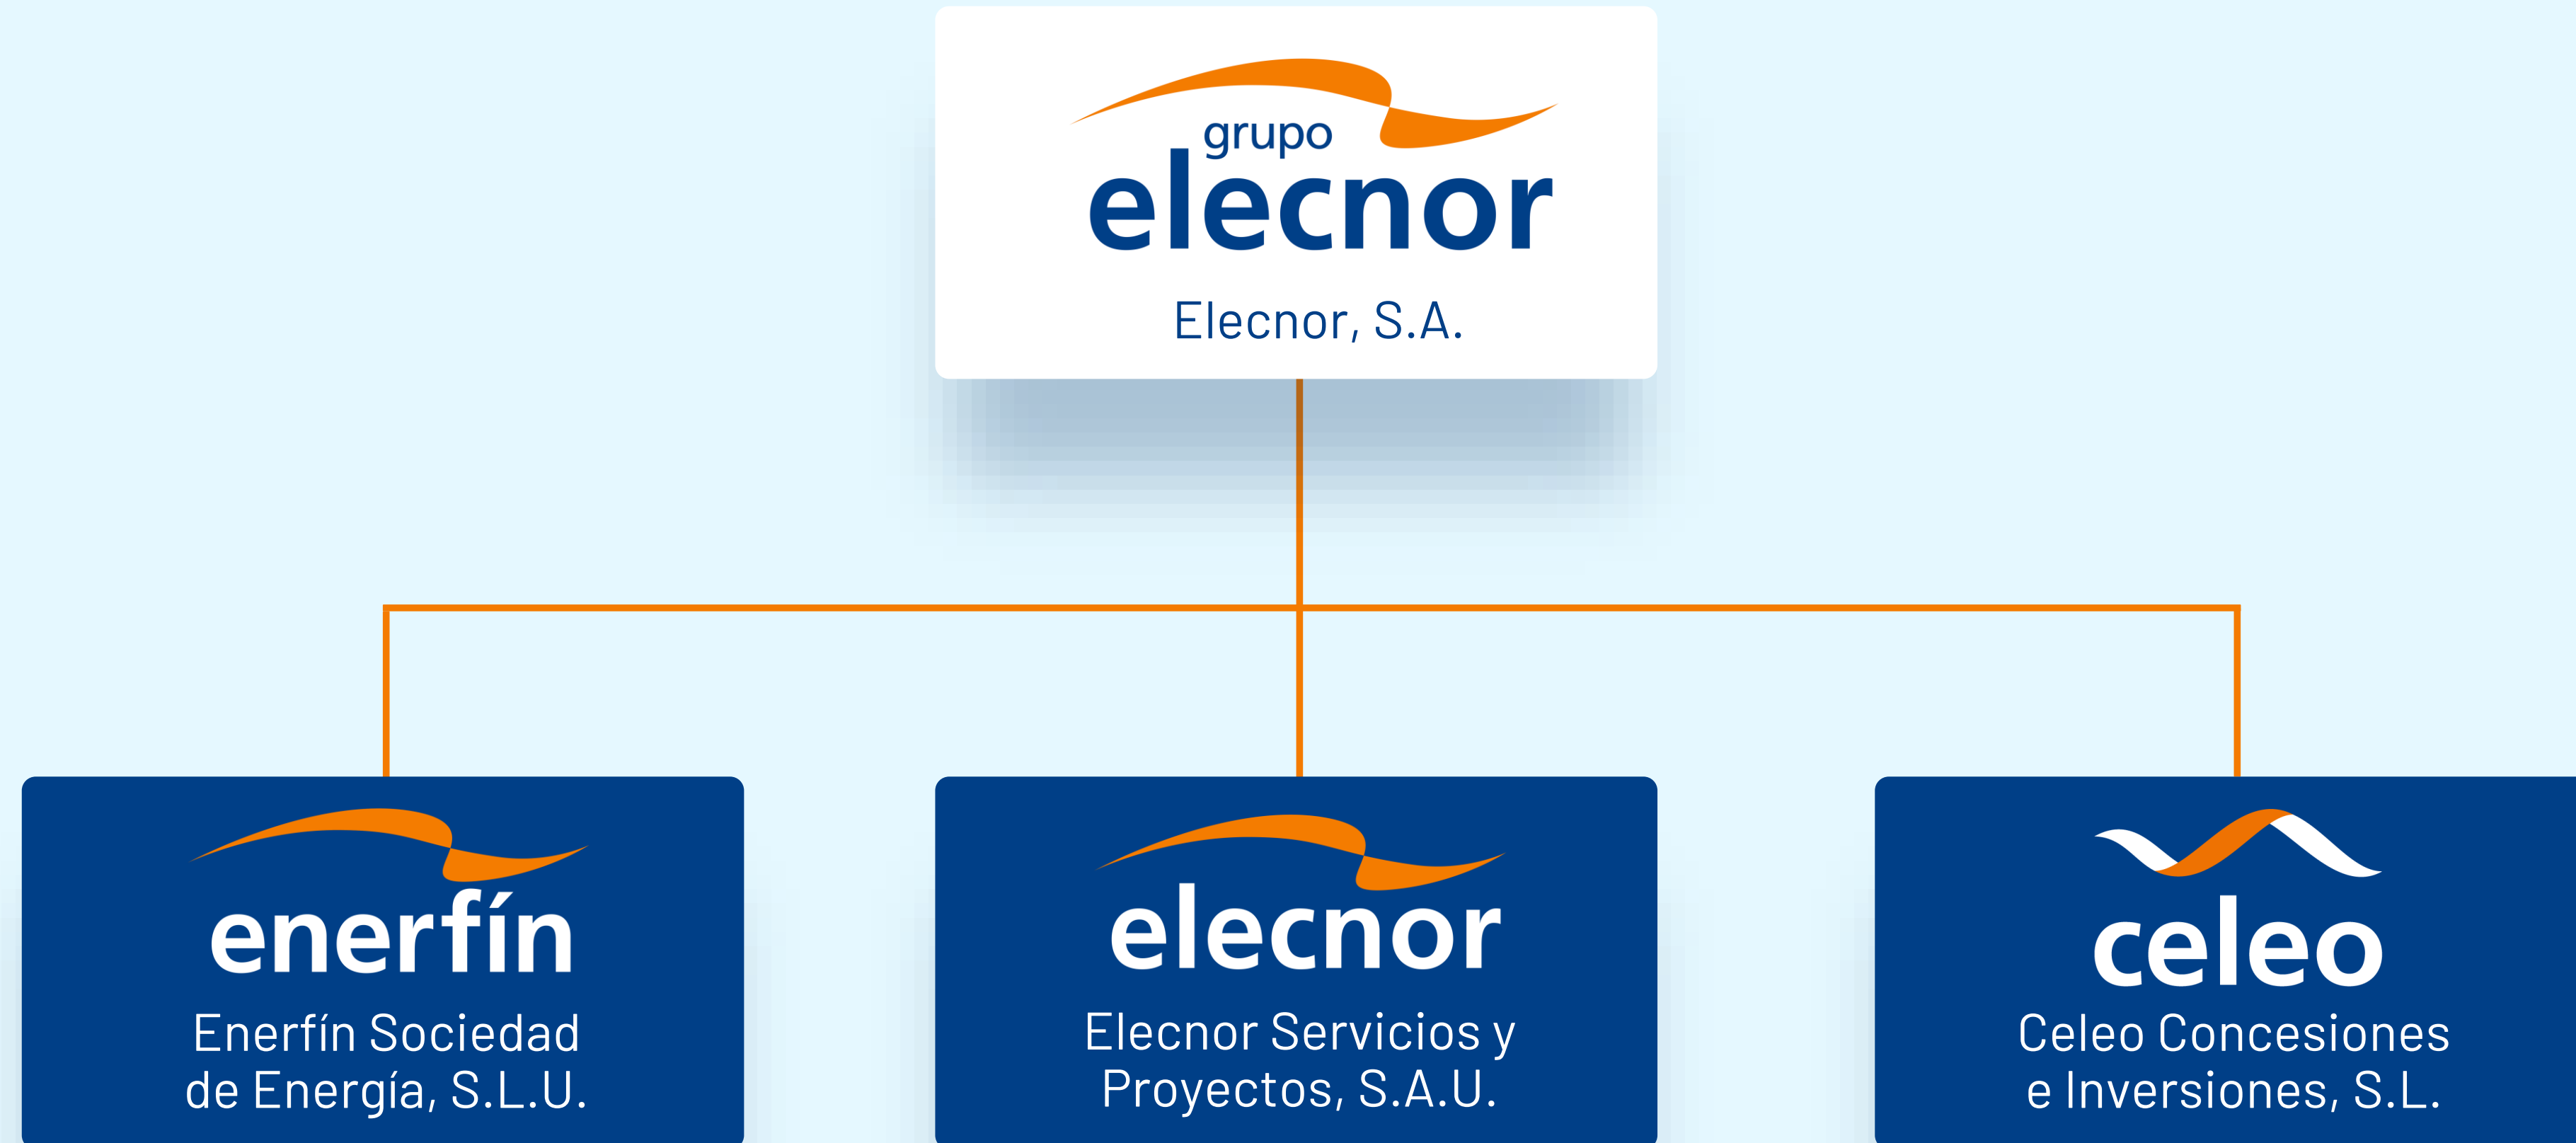 grupo
elecnor
Elecnor, S.A.
enerfín
Enerfín Sociedad
de Energía, S.L.U.
elecnor
Elecnor Servicios y
Proyectos, S.A.U.
celeo
Celeo Concesiones
e Inversiones, S.L.